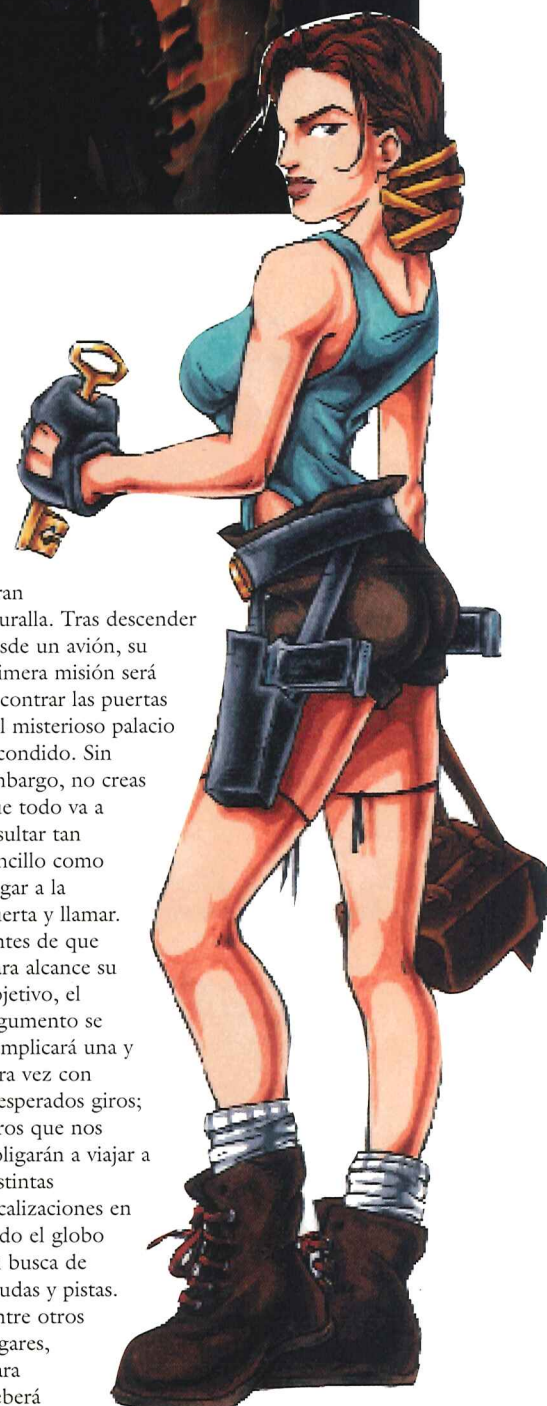 ran
uralla. Tras descender
sde un avión, su
imera misión será
contrar las puertas
l misterioso palacio
condido. Sin
mbargo, no creas
ue todo va a
sultar tan
ncillo como
gar a la
uerta y llamar.
ntes de que
ara alcance su
bjetivo, el
gumento se
mplicará una y
ra vez con
esperados giros;
ros que nos
bligarán a viajar a
stintas
calizaciones en
do el globo
busca de
udas y pistas.
ntre otros
gares,
ara
eberá